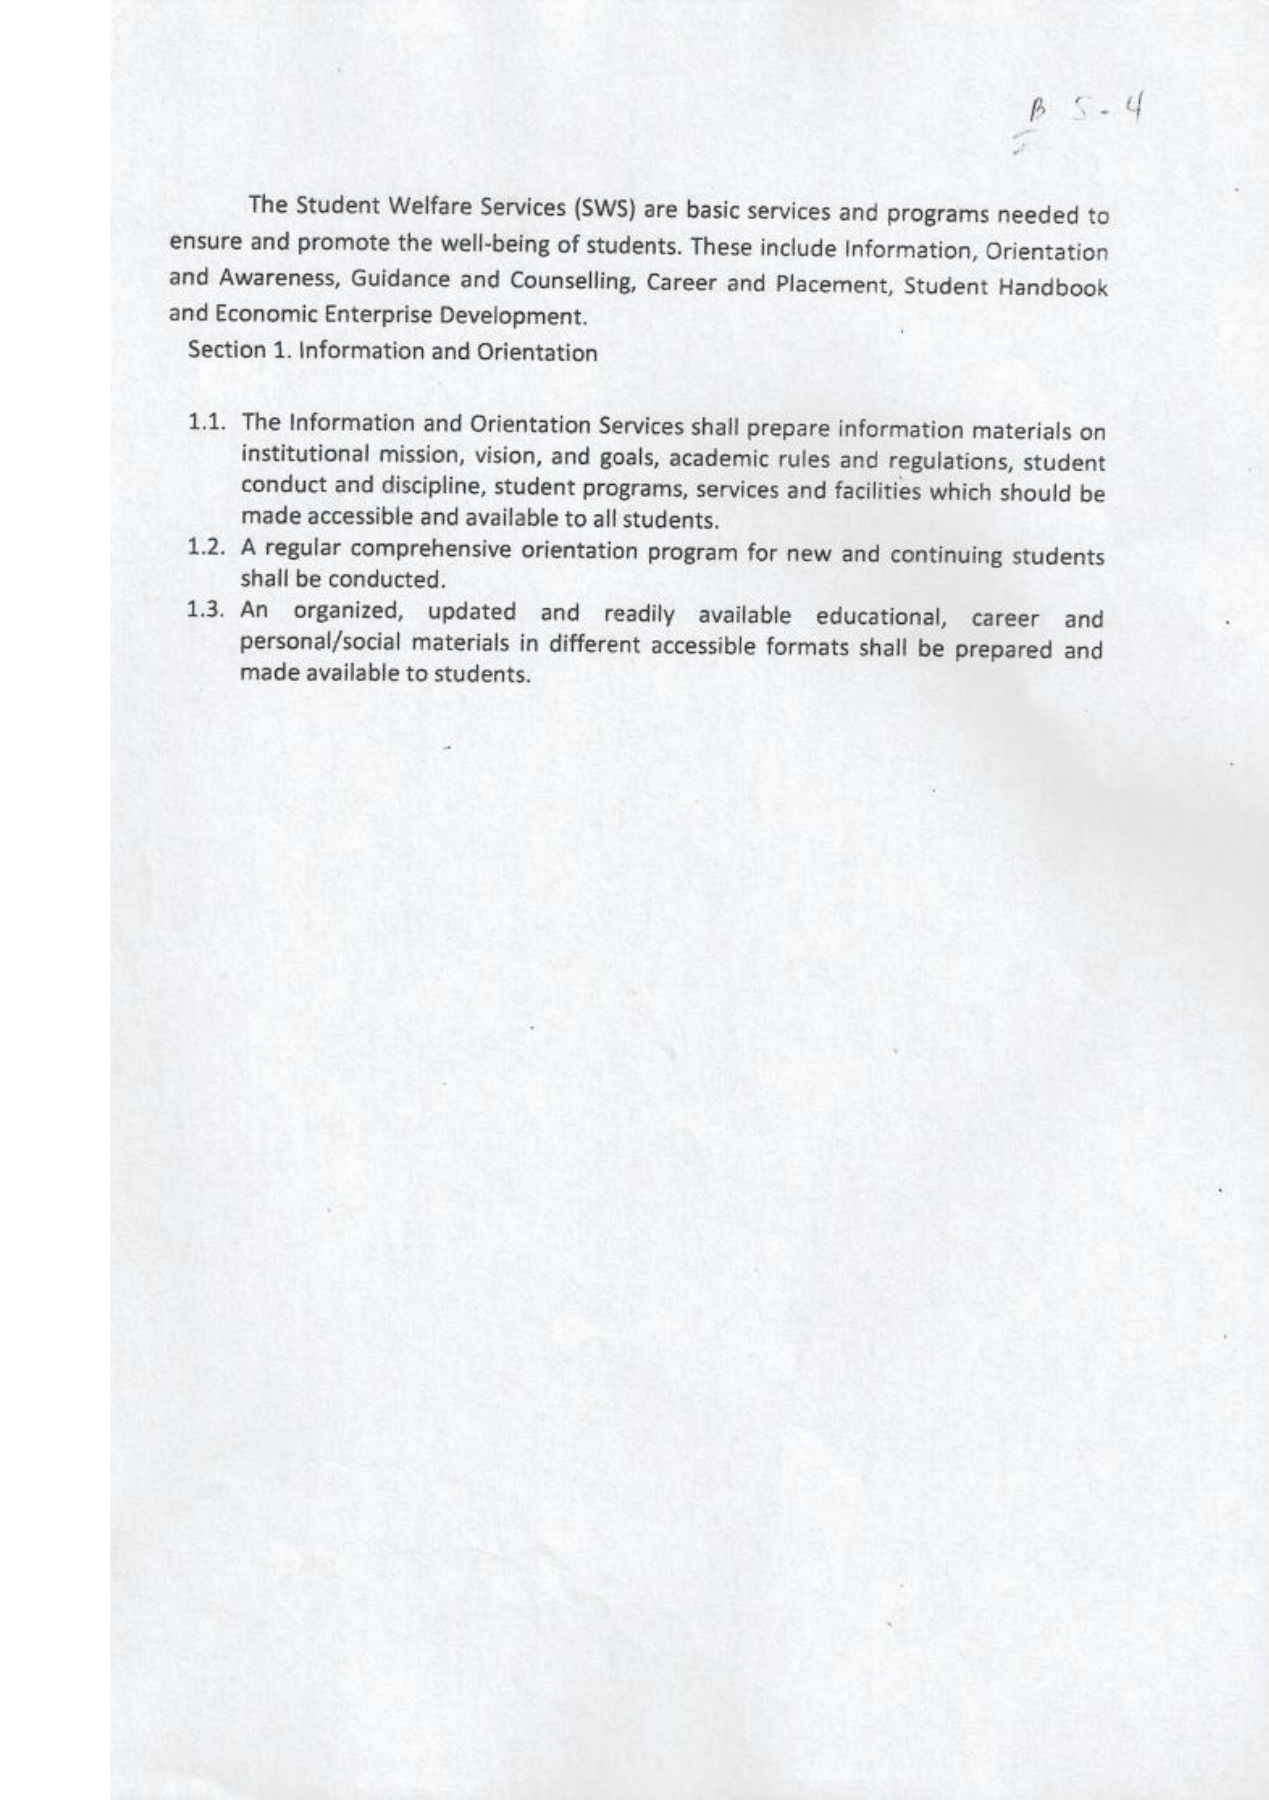 B S-4
The Student Welfare Services (SWS) are basic services and programs needed to
ensure and promote the well-being of students. These include Information, Orientation
and Awareness, Guidance and Counselling, Career and Placement, Student Handbook
and Economic Enterprise Development.
Section 1. Information and Orientation
1.1. The Information and Orientation Services shall prepare information materials on
institutional mission, vision, and goals, academic rules and regulations, student
conduct and discipline, student programs, services and facilities which should be
made accessible and available to all students.
1.2. A regular comprehensive orientation program for new and continuing students
shall be conducted.
1.3. An organized, updated and readily available educational, career and
personal/social materials in different accessible formats shall be prepared and
made available to students.